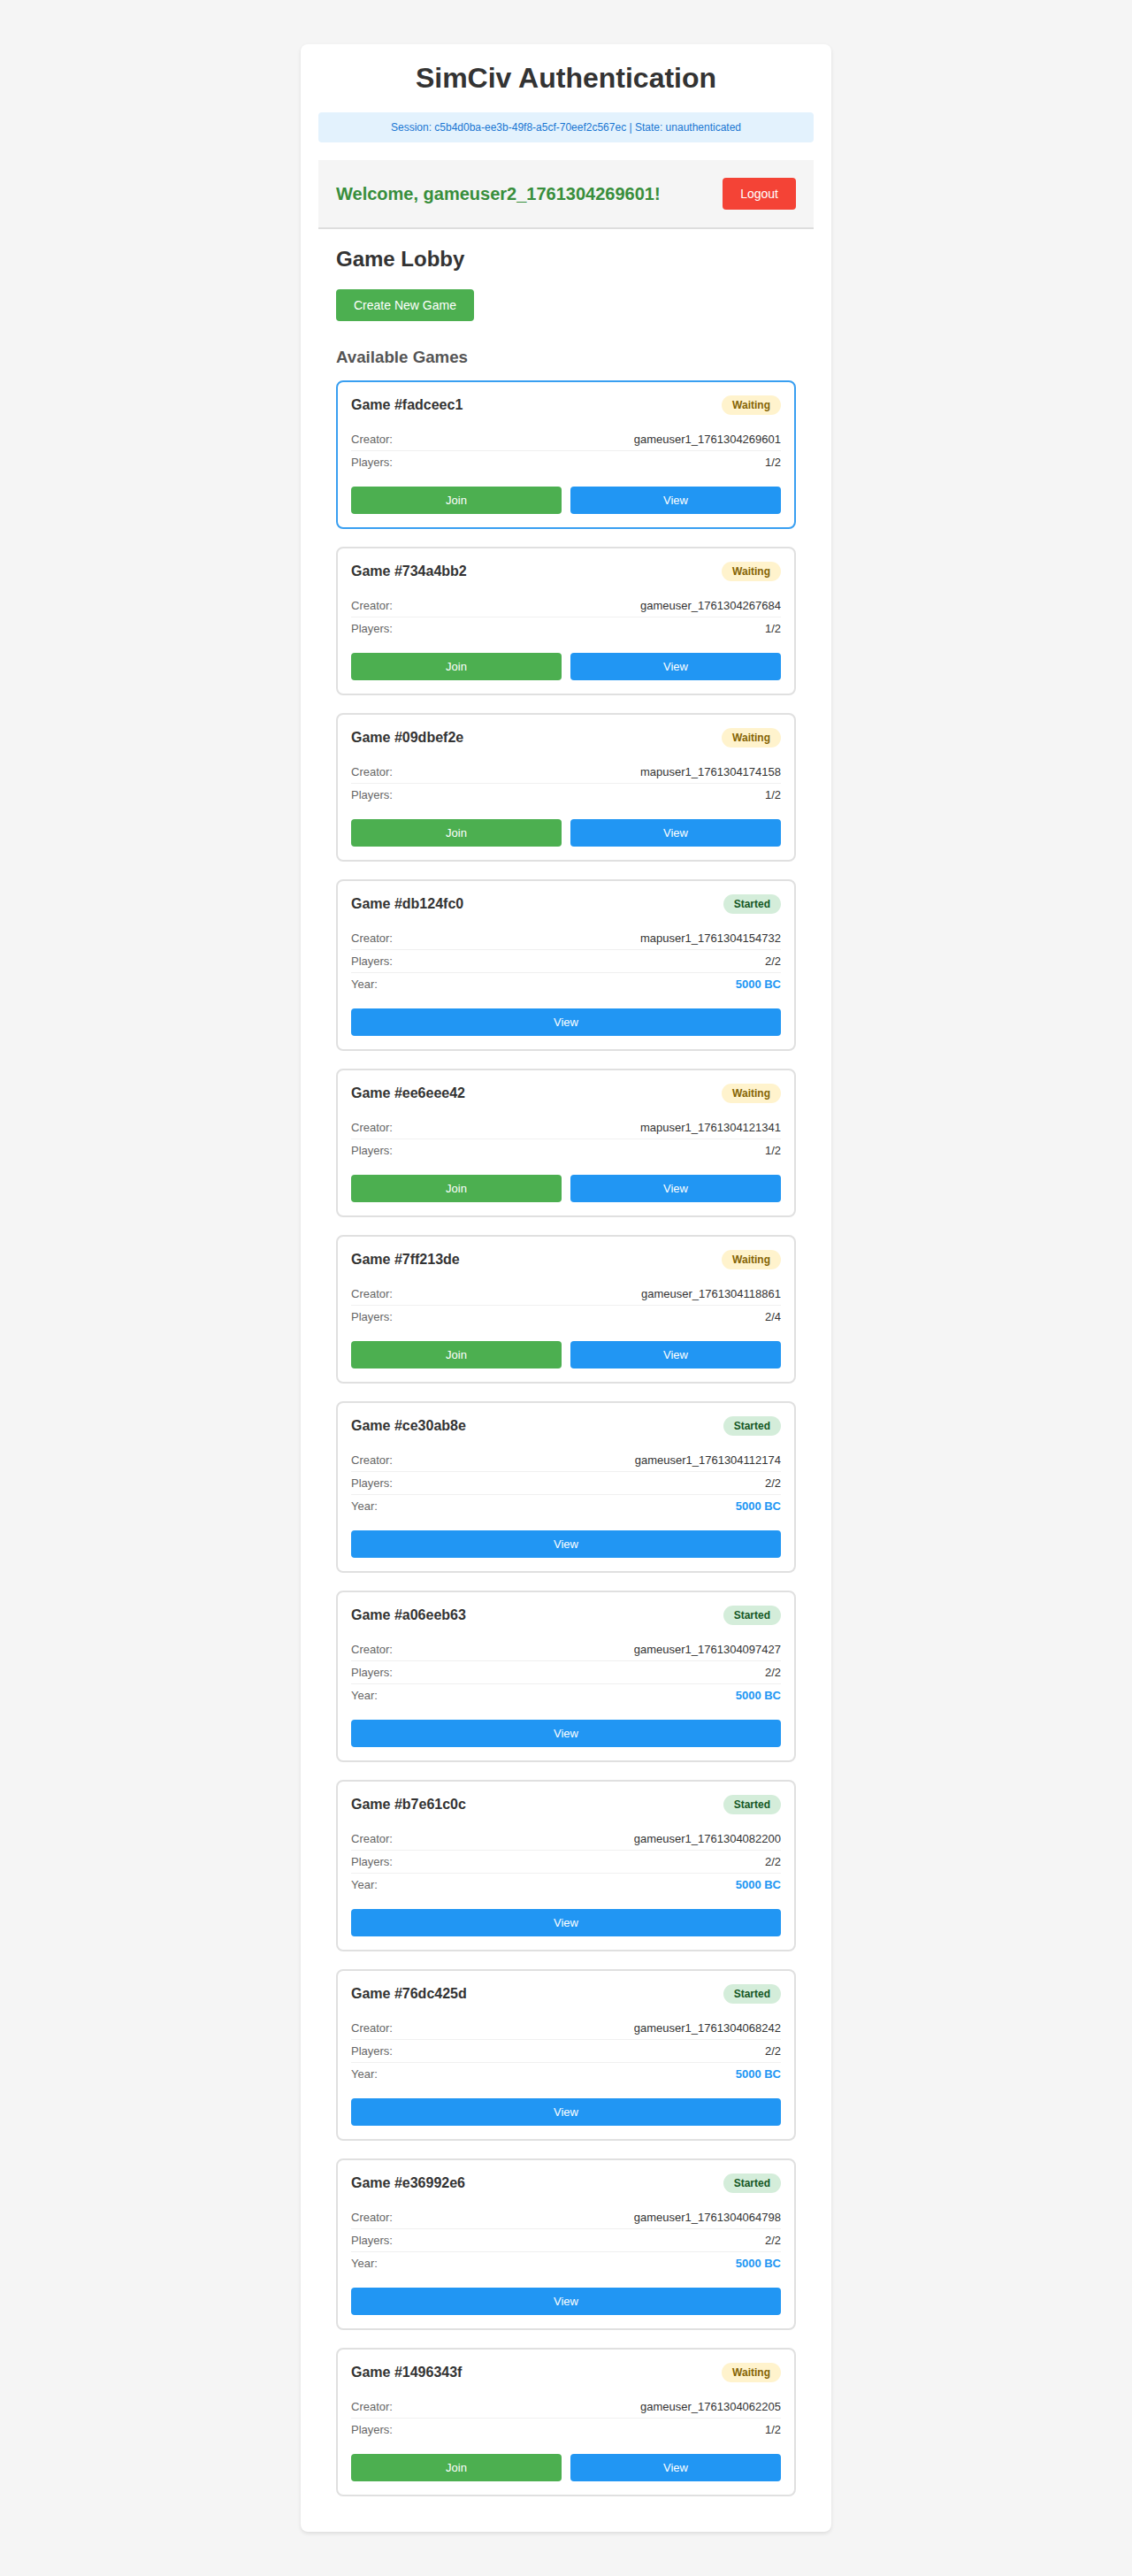 SimCiv Authentication
Session: c5b4d0ba-ee3b-49f8-a5cf-70eef2c567ec | State: unauthenticated
Welcome, gameuser2_1761304269601! Logout
Game Lobby
Create New Game
Available Games
Game #fadceec1 Waiting
Creator: gameuser1_1761304269601
Players: 1/2
Join View
Game #734a4bb2 Waiting
Creator: gameuser_1761304267684
Players: 1/2
Join View
Game #09dbef2e Waiting
Creator: mapuser1_1761304174158
Players: 1/2
Join View
Game #db124fc0 Started
Creator: mapuser1_1761304154732
Players: 2/2
Year: 5000 BC
View
Game #ee6eee42 Waiting
Creator: mapuser1_1761304121341
Players: 1/2
Join View
Game #7ff213de Waiting
Creator: gameuser_1761304118861
Players: 2/4
Join View
Game #ce30ab8e Started
Creator: gameuser1_1761304112174
Players: 2/2
Year: 5000 BC
View
Game #a06eeb63 Started
Creator: gameuser1_1761304097427
Players: 2/2
Year: 5000 BC
View
Game #b7e61c0c Started
Creator: gameuser1_1761304082200
Players: 2/2
Year: 5000 BC
View
Game #76dc425d Started
Creator: gameuser1_1761304068242
Players: 2/2
Year: 5000 BC
View
Game #e36992e6 Started
Creator: gameuser1_1761304064798
Players: 2/2
Year: 5000 BC
View
Game #1496343f Waiting
Creator: gameuser_1761304062205
Players: 1/2
Join View